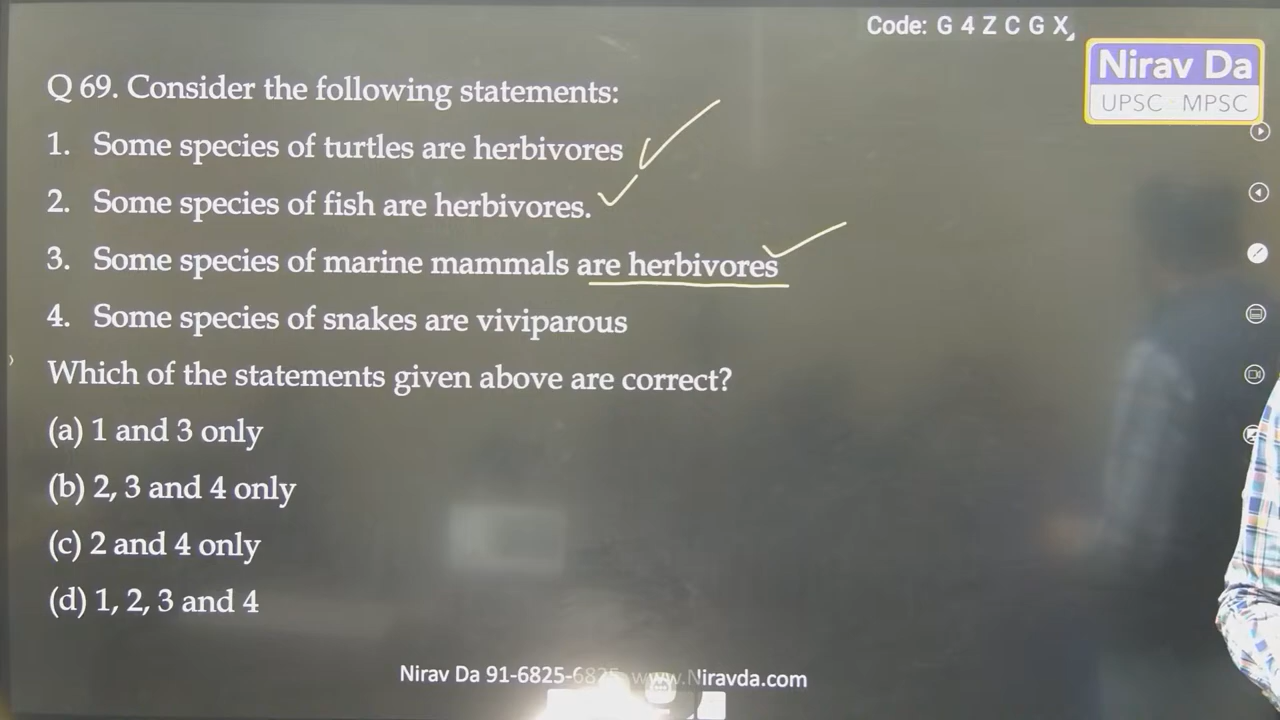 Code: G 4 Z C G X
Nirav Da
UPSC - MPSC
Q 69. Consider the following statements:
1. Some species of turtles are herbivores
2. Some species of fish are herbivores.
3. Some species of marine mammals are herbivores
4. Some species of snakes are viviparous
Which of the statements given above are correct?
(a) 1 and 3 only
(b) 2, 3 and 4 only
(c) 2 and 4 only
(d) 1, 2, 3 and 4
Nirav Da 91-6825-6825 www.Niravda.com